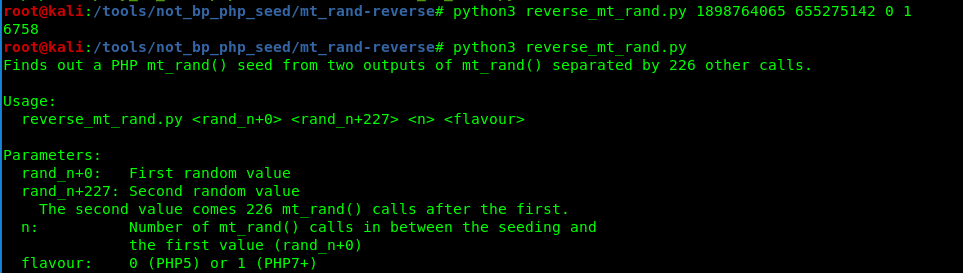 root@kali:/tools/not_bp_php_seed/mt_rand-reverse# python3 reverse_mt_rand.py 1898764065 655275142 0 1
6758
root@kali:/tools/not_bp_php_seed/mt_rand-reverse# python3 reverse_mt_rand.py
Finds out a PHP mt_rand() seed from two outputs of mt_rand() separated by 226 other calls.
Usage:
reverse_mt_rand.py <rand_n+0> <rand_n+227> <n> <flavour>
Parameters:
rand_n+0: First random value
rand_n+227: Second random value
The second value comes 226 mt_rand() calls after the first.
n: Number of mt_rand() calls in between the seeding and
the first value (rand_n+0)
flavour: 0 (PHP5) or 1 (PHP7+)